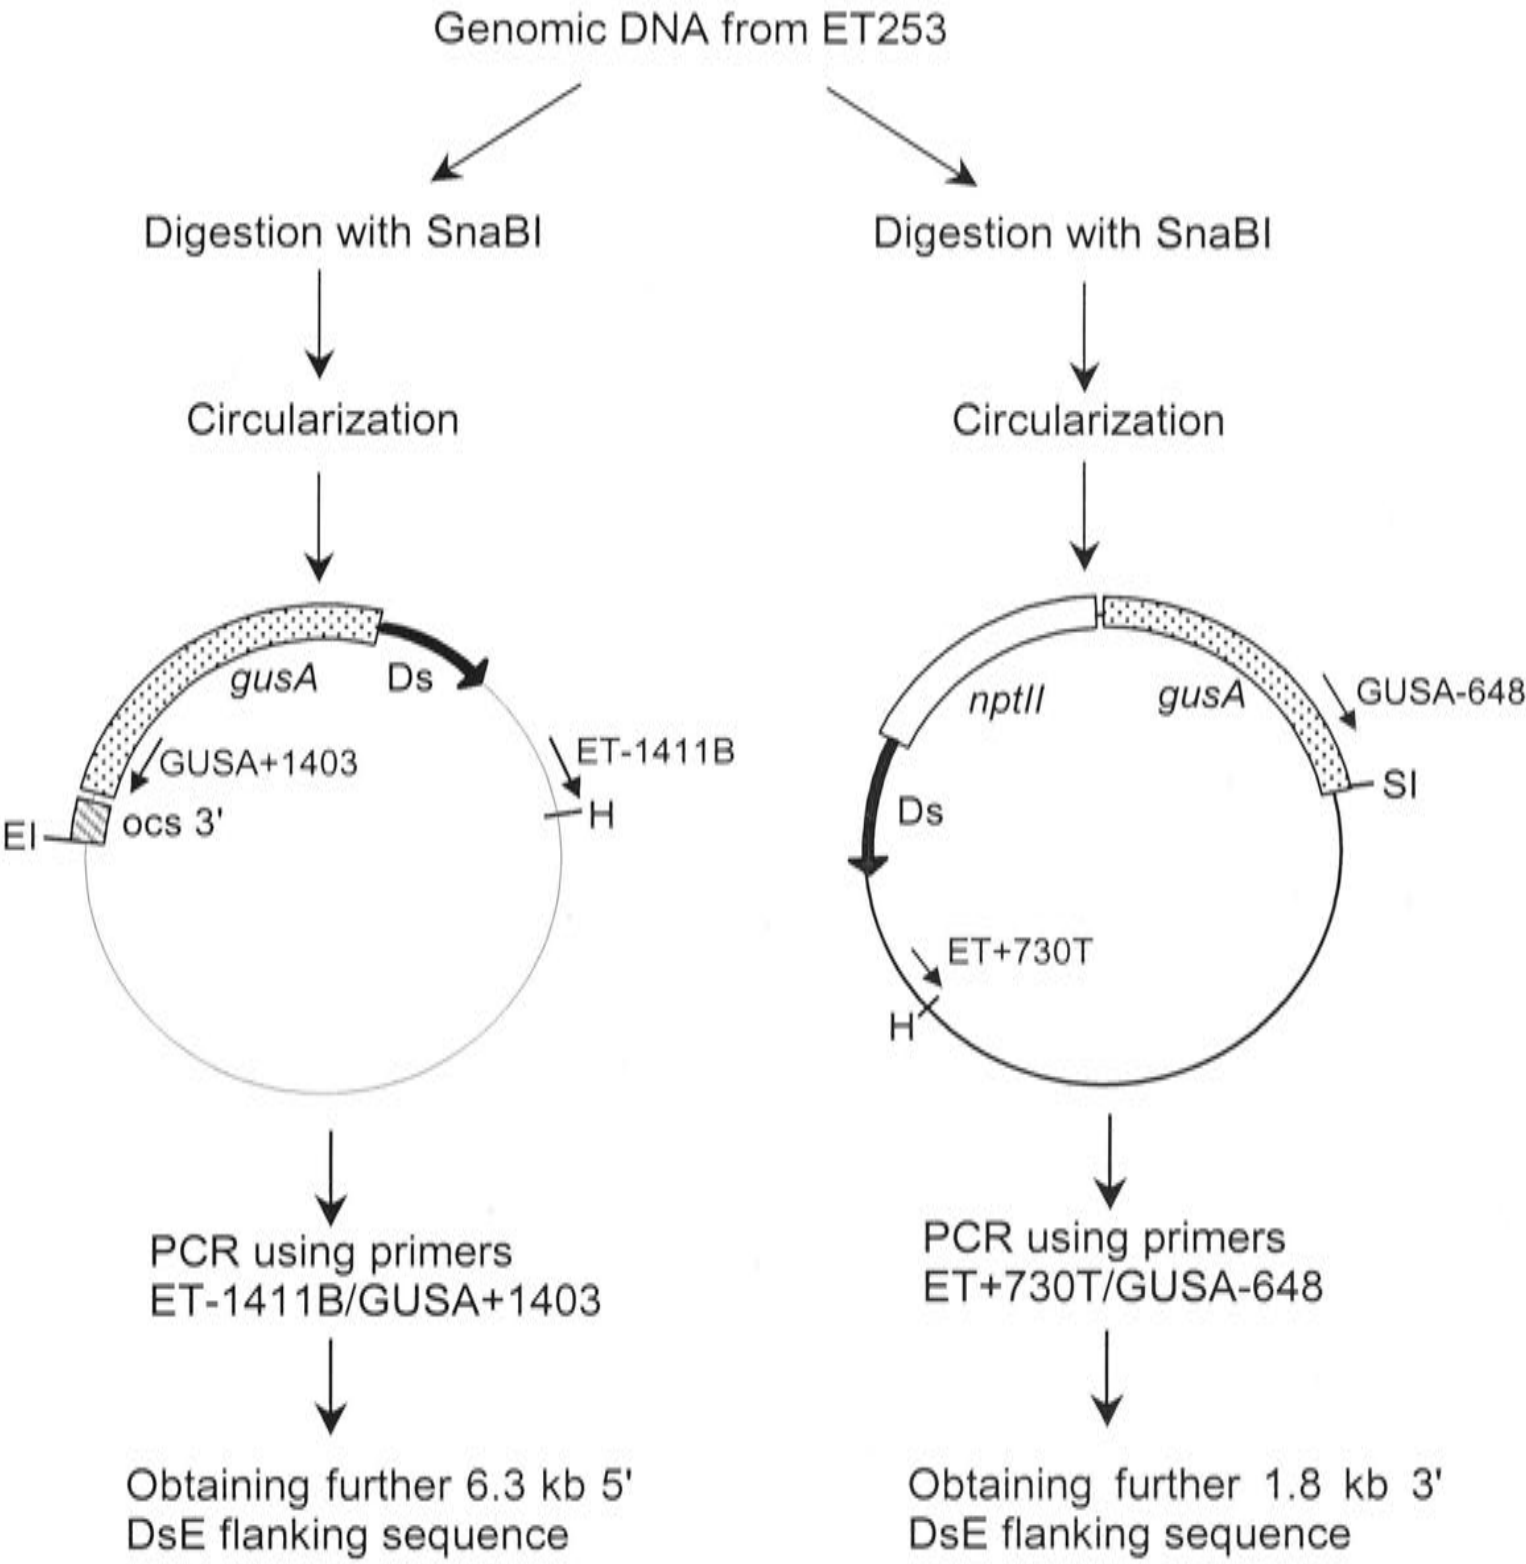 Genomic DNA from ET253
Digestion with SnaBI
Digestion with SnaBI
Circularization
Circularization
gusA
Ds
GUSA+1403
ET-1411B
EI
ocs 3'
H
nptII
gusA
GUSA-648
SI
Ds
ET+730T
H
PCR using primers
ET-1411B/GUSA+1403
PCR using primers
ET+730T/GUSA-648
Obtaining further 6.3 kb 5'
DsE flanking sequence
Obtaining further 1.8 kb 3'
DsE flanking sequence